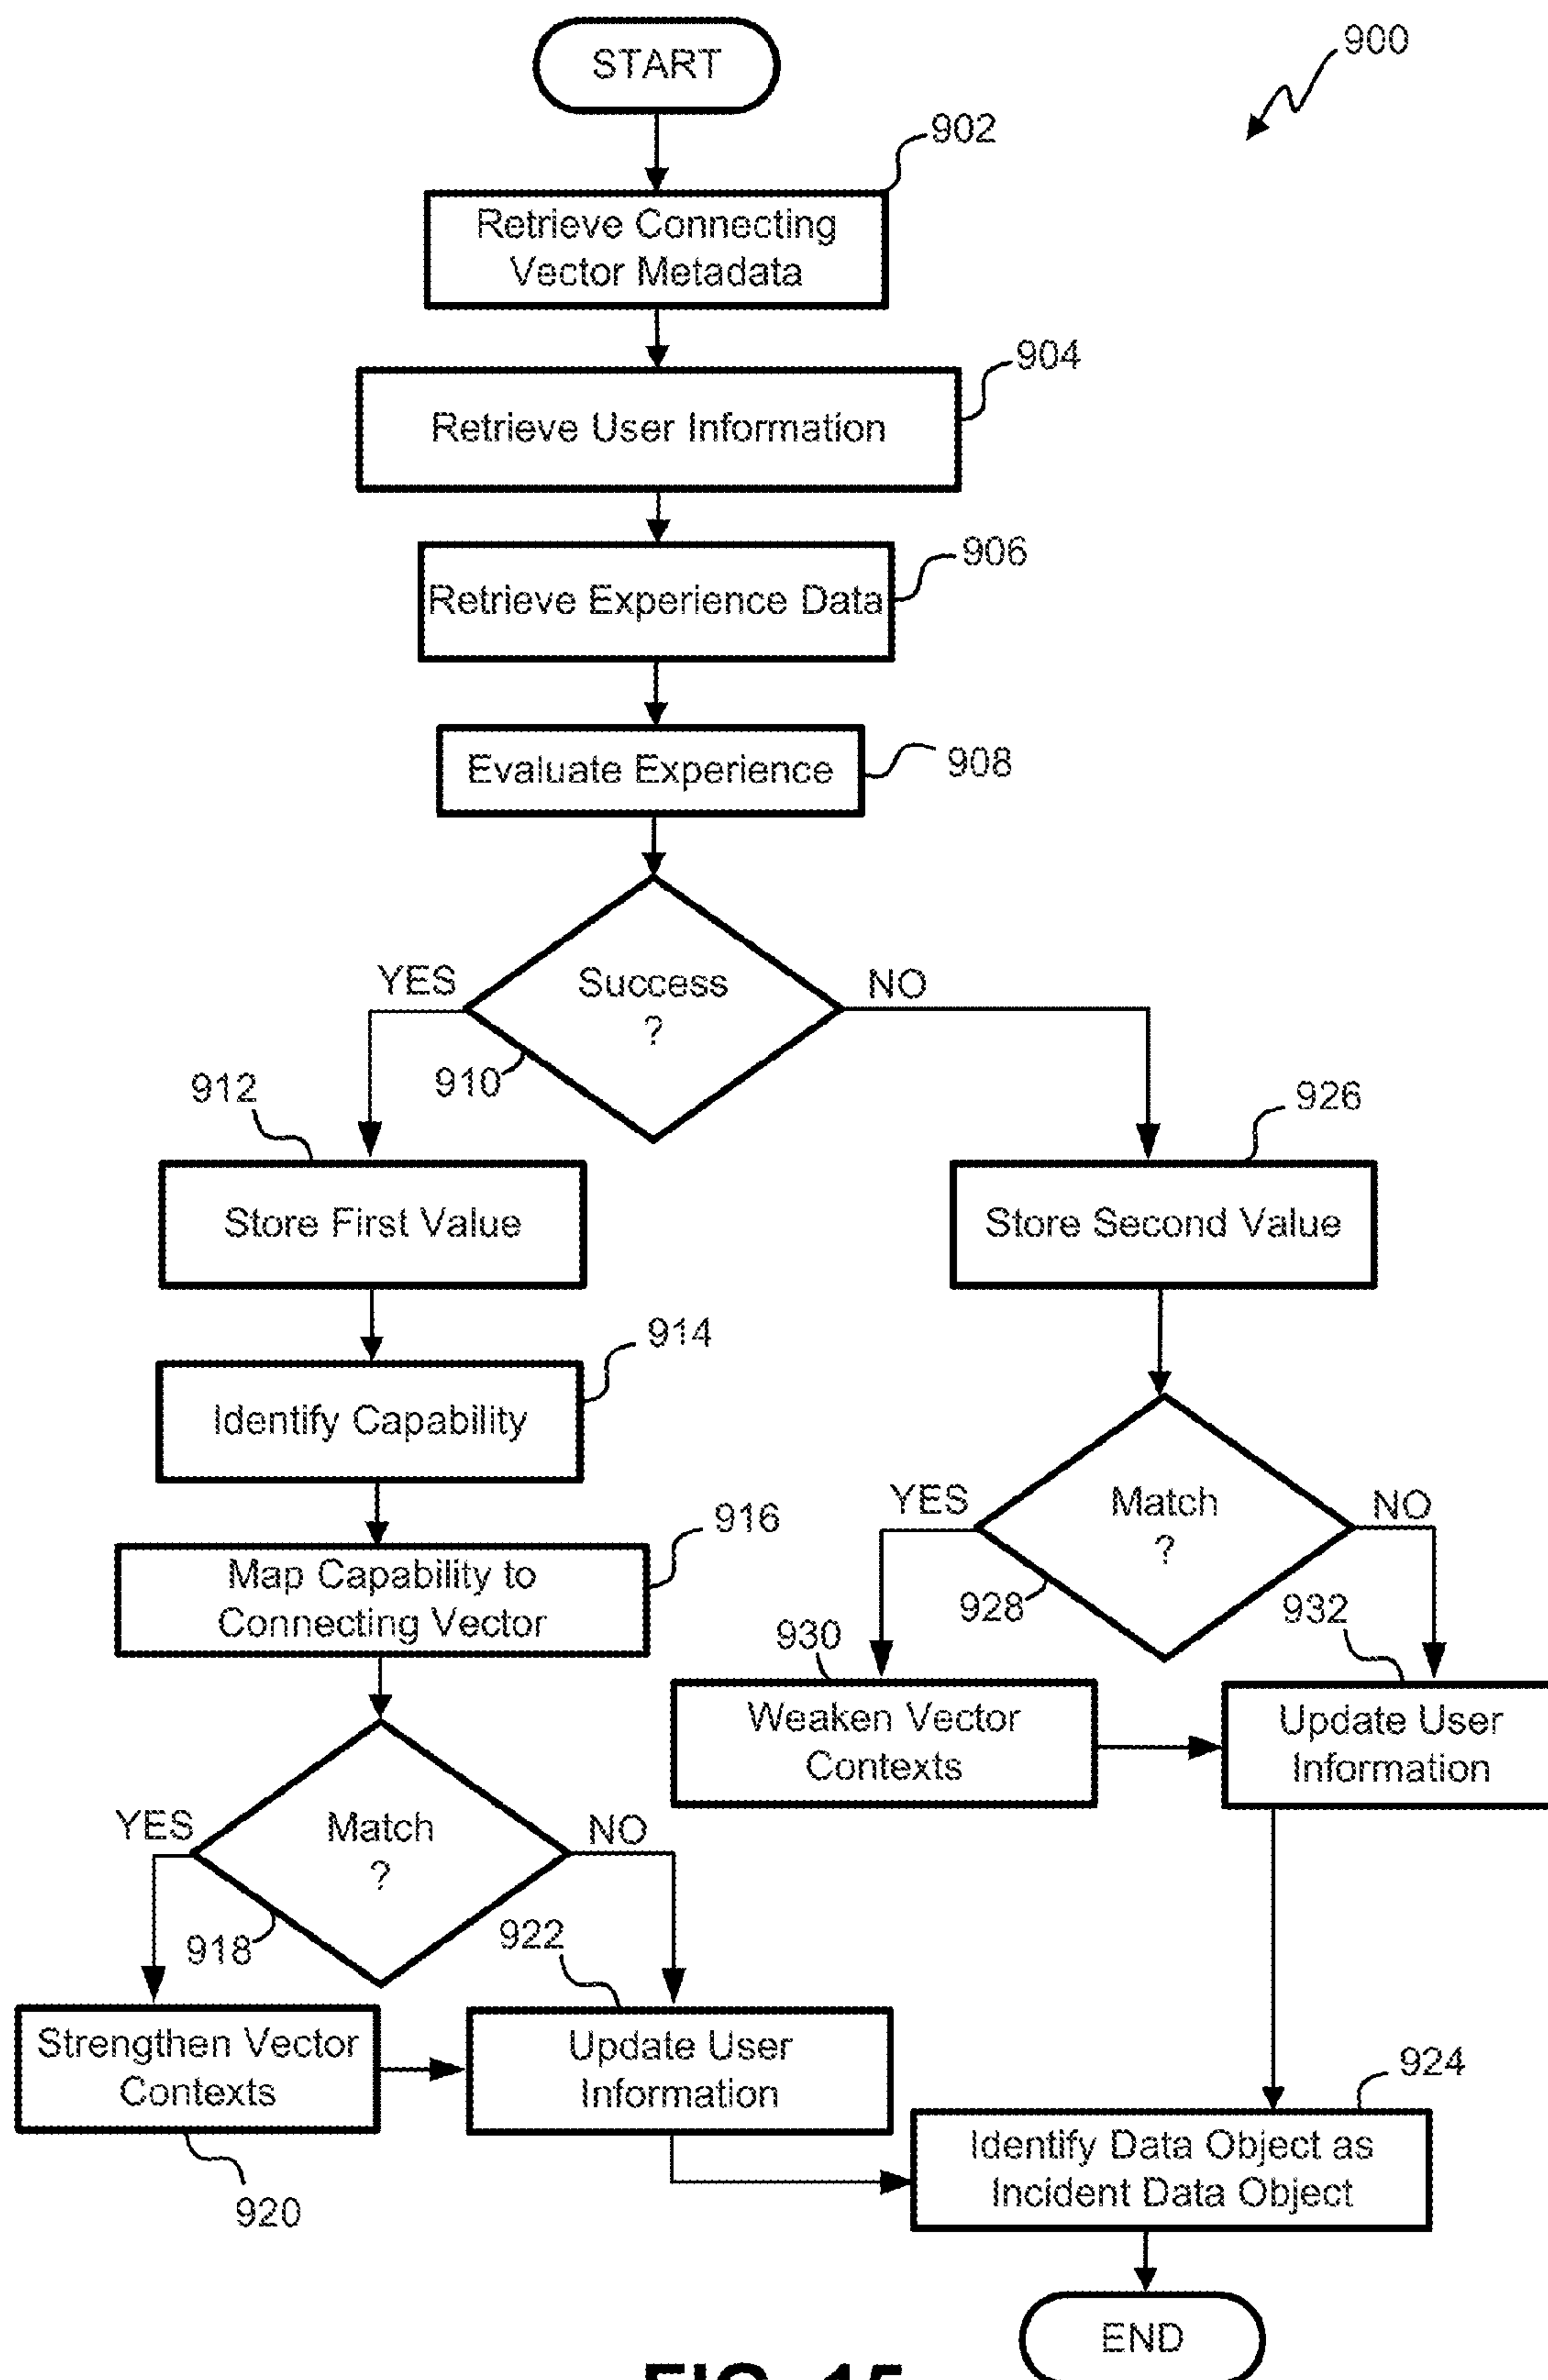 START
900
902
Retrieve Connecting
Vector Metadata
904
Retrieve User Information
906
Retrieve Experience Data
Evaluate Experience
908
YES
Success
?
NO
910
912
926
Store First Value
Store Second Value
914
Identify Capability
YES
Match
?
NO
928
932
916
Map Capability to
Connecting Vector
930
Weaken Vector
Contexts
Update User
Information
YES
Match
?
NO
918
922
Strengthen Vector
Contexts
920
Update User
Information
924
Identify Data Object as
Incident Data Object
END
FIG. 15